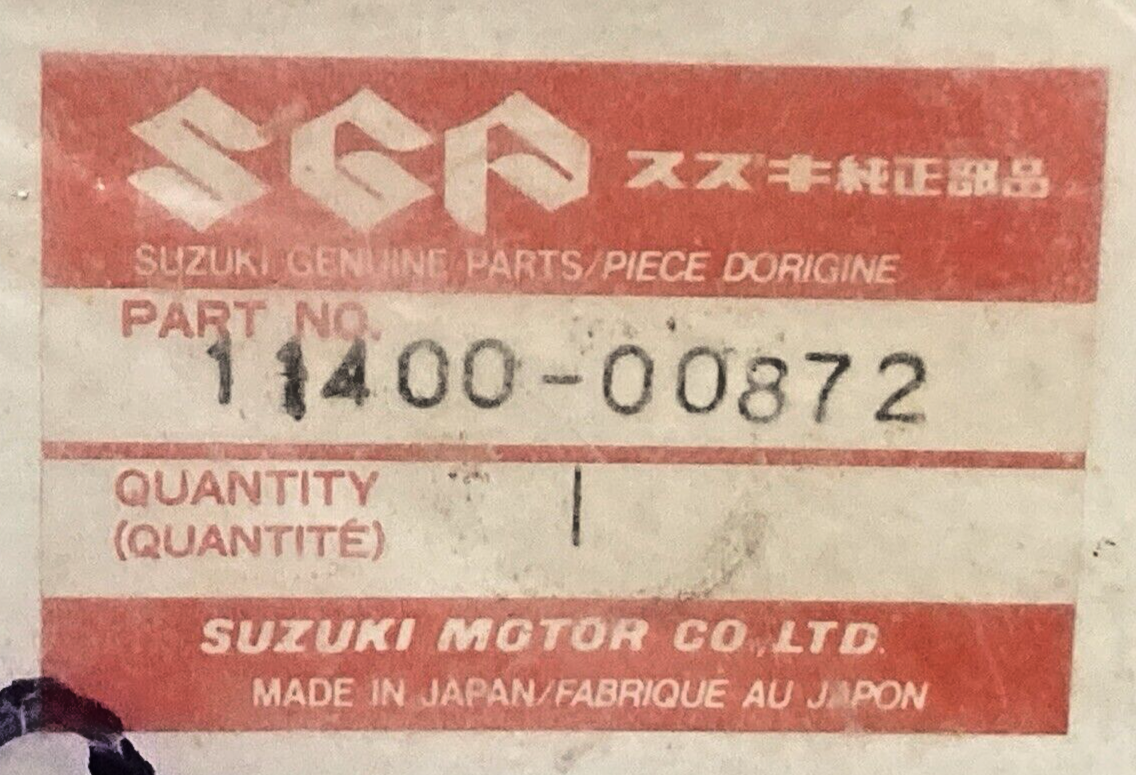 SGP スズキ純正部品
SUZUKI GENUINE PARTS/PIECE DORIGINE
PART NO.
11400-00872
QUANTITY 1
(QUANTITÉ)
SUZUKI MOTOR CO.,LTD.
MADE IN JAPAN/FABRIQUE AU JAPON